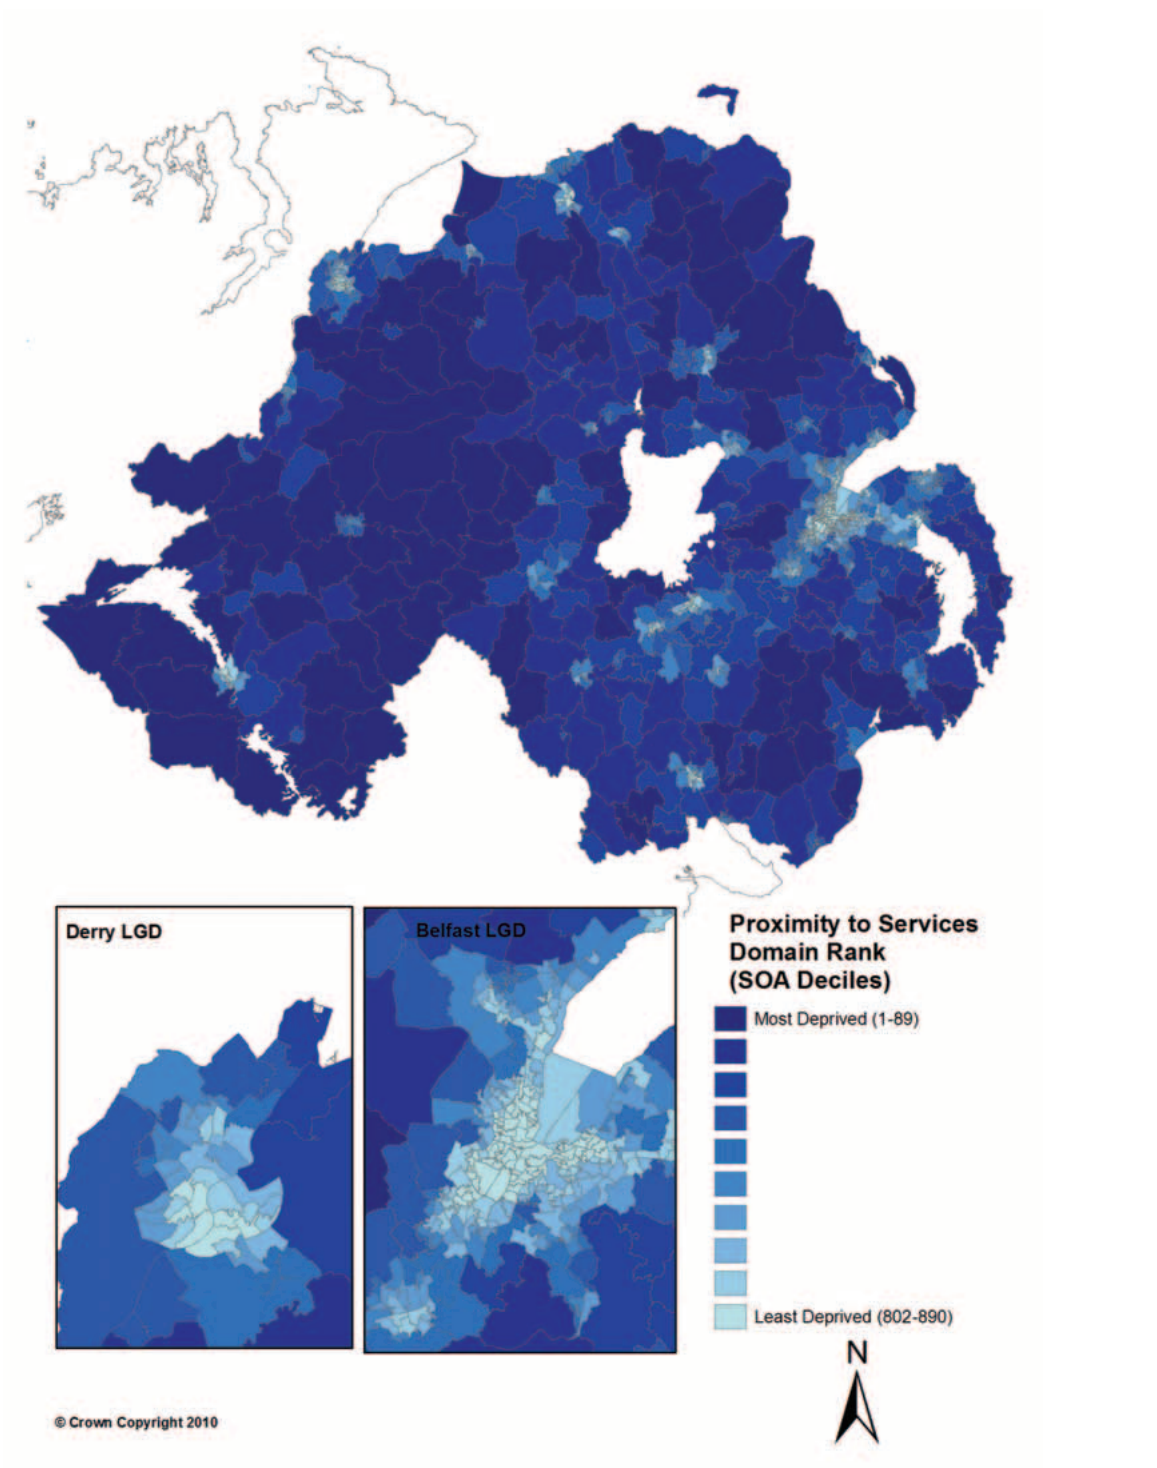 Derry LGD
Belfast LGD
Proximity to Services
Domain Rank
(SOA Deciles)
Most Deprived (1-89)
Least Deprived (802-890)
N
© Crown Copyright 2010